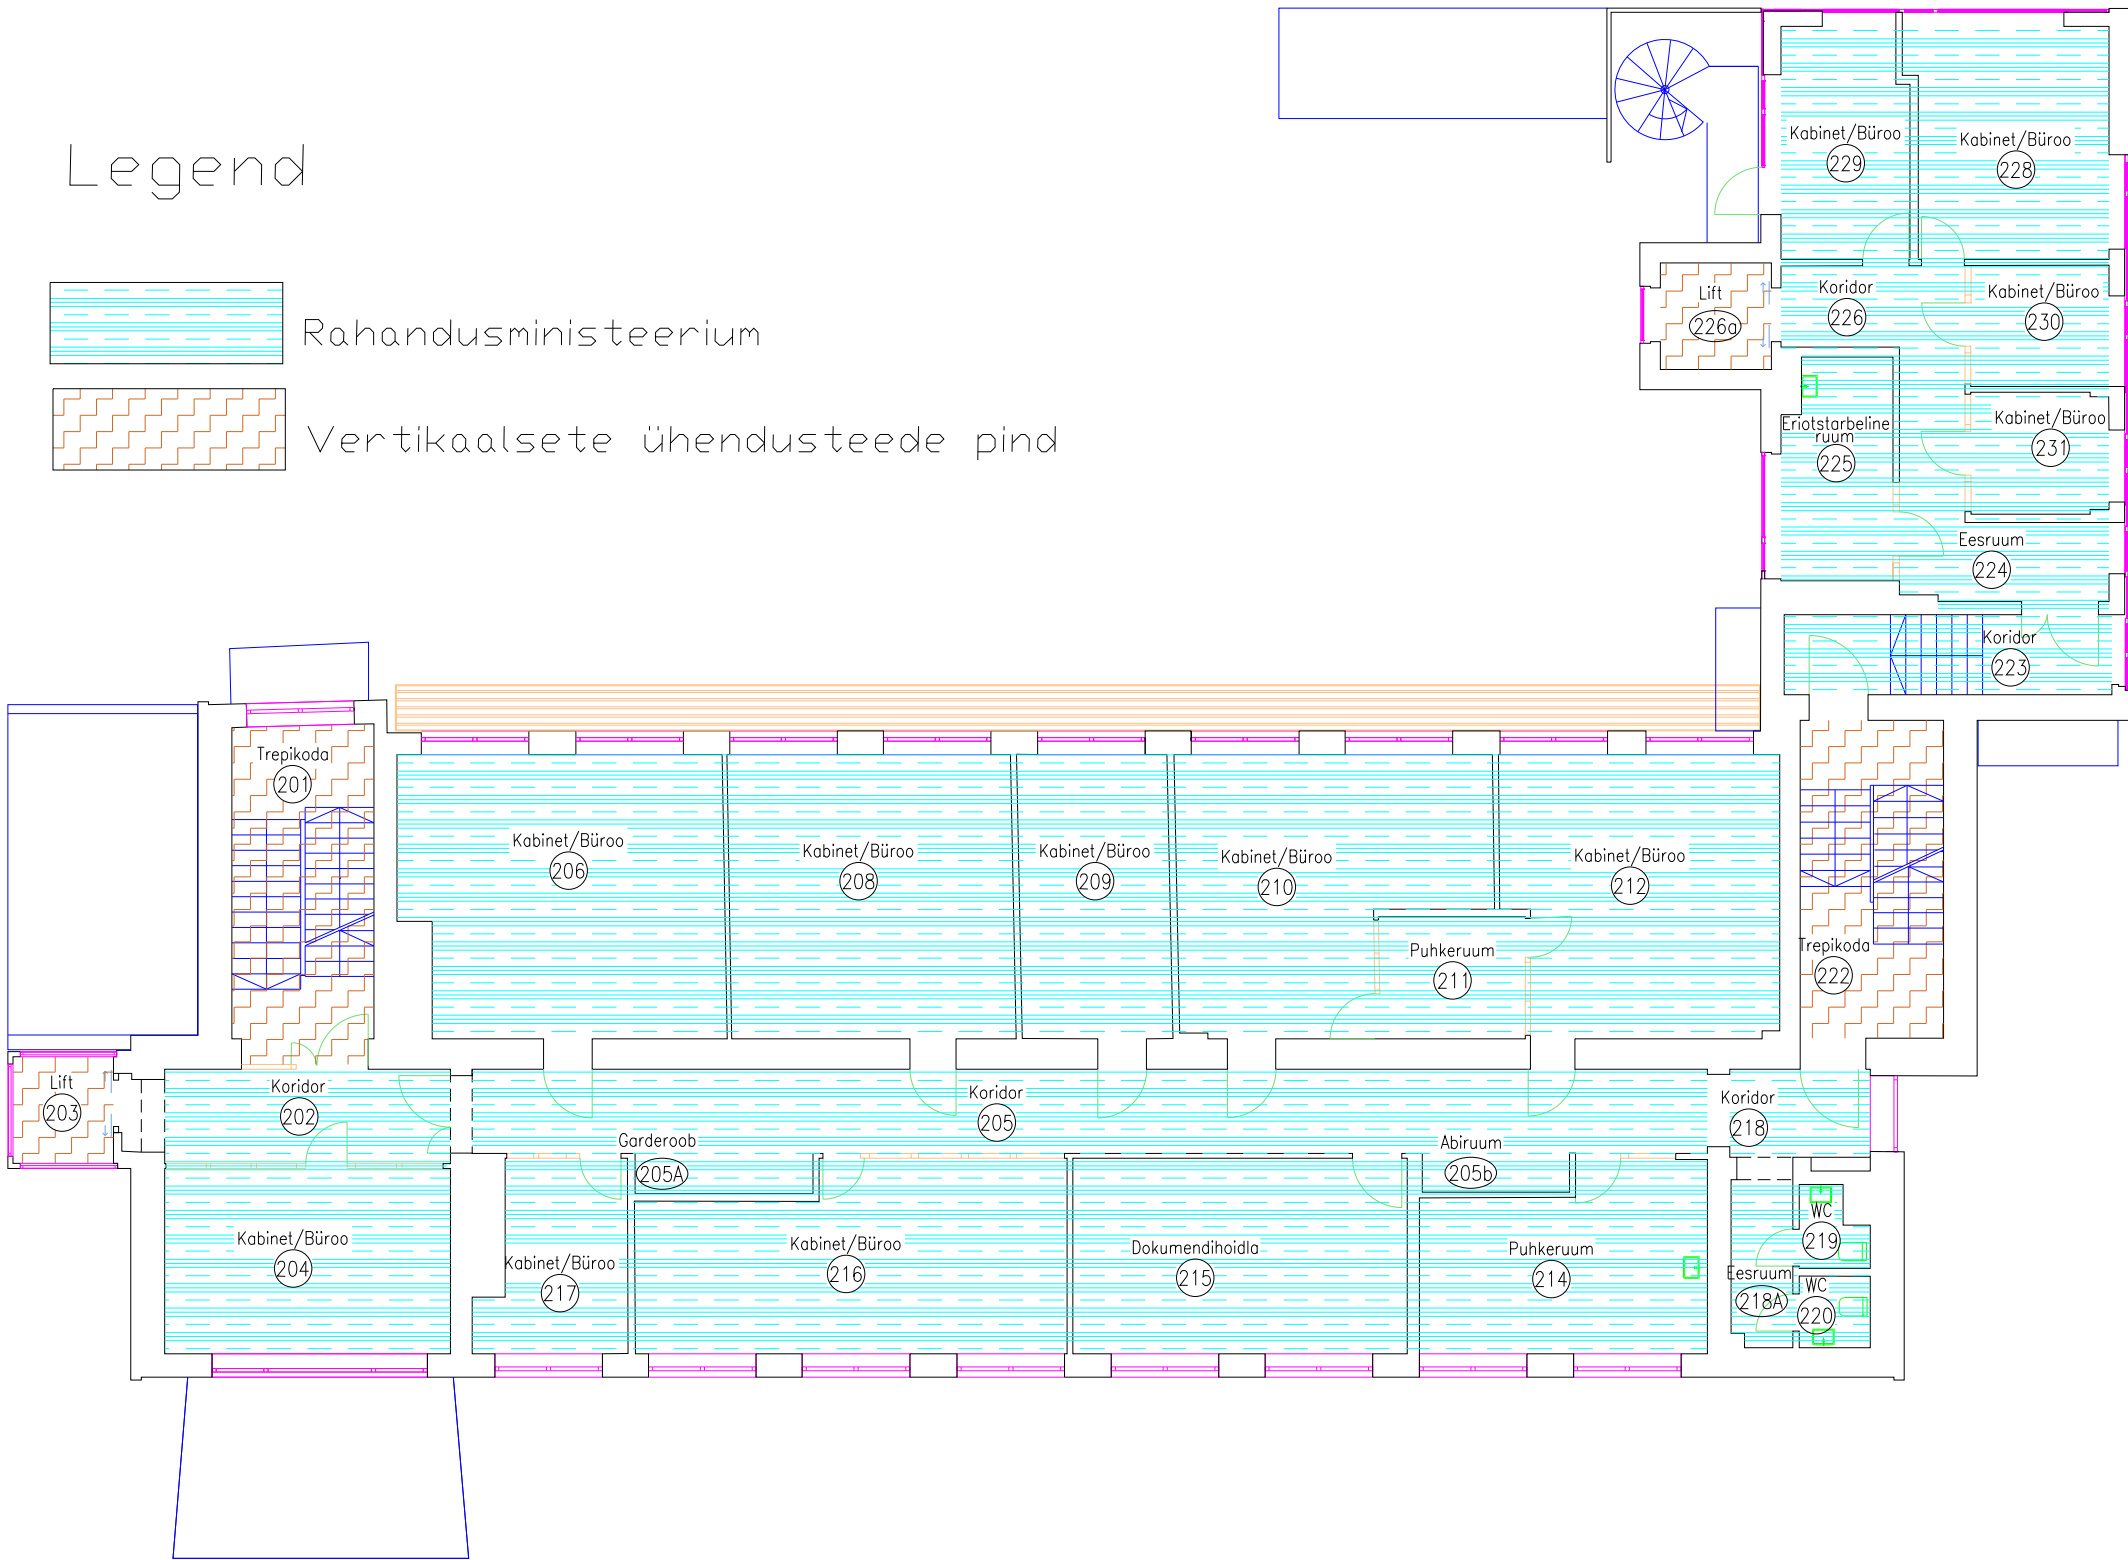 Legend
Rahandusministeerium
Vertikaalsete ühendusteede pind
Kabinet/Büroo
229
Kabinet/Büroo
228
Lift
226a
Koridor
226
Kabinet/Büroo
230
Eriotstarbeline
ruum
225
Kabinet/Büroo
231
Eesruum
224
Koridor
223
Trepikoda
201
Kabinet/Büroo
206
Kabinet/Büroo
208
Kabinet/Büroo
209
Kabinet/Büroo
210
Kabinet/Büroo
212
Puhkeruum
211
Trepikoda
222
Lift
203
Koridor
202
Koridor
205
Koridor
218
Garderoob
205A
Abiruum
205b
Kabinet/Büroo
204
Kabinet/Büroo
217
Kabinet/Büroo
216
Dokumendihoidla
215
Puhkeruum
214
WC
219
Eesruum
218A
WC
220